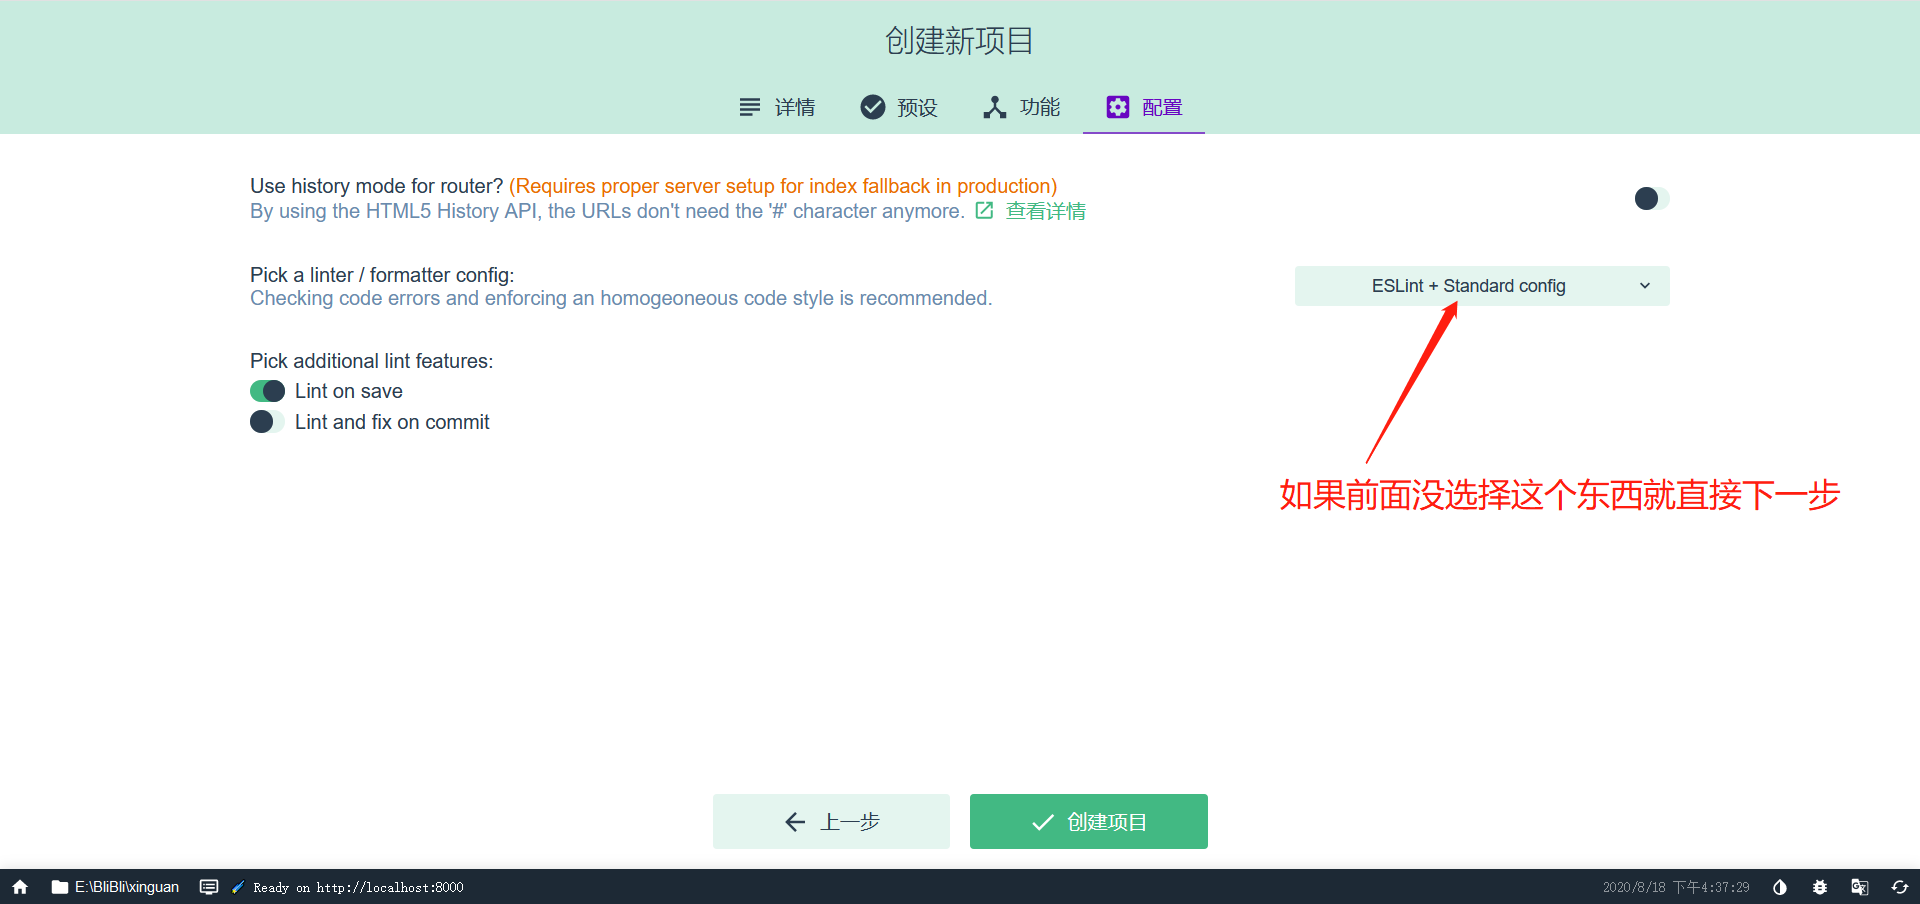 创建新项目
详情 预设 功能 配置
Use history mode for router? (Requires proper server setup for index fallback in production)
By using the HTML5 History API, the URLs don't need the '#' character anymore. 查看详情
Pick a linter / formatter config:
Checking code errors and enforcing an homogeoneous code style is recommended.
ESLint + Standard config
Pick additional lint features:
Lint on save
Lint and fix on commit
如果前面没选择这个东西就直接下一步
上一步 创建项目
E:\BliBli\xinguan Ready on http://localhost:8000 2020/8/18 下午4:37:29